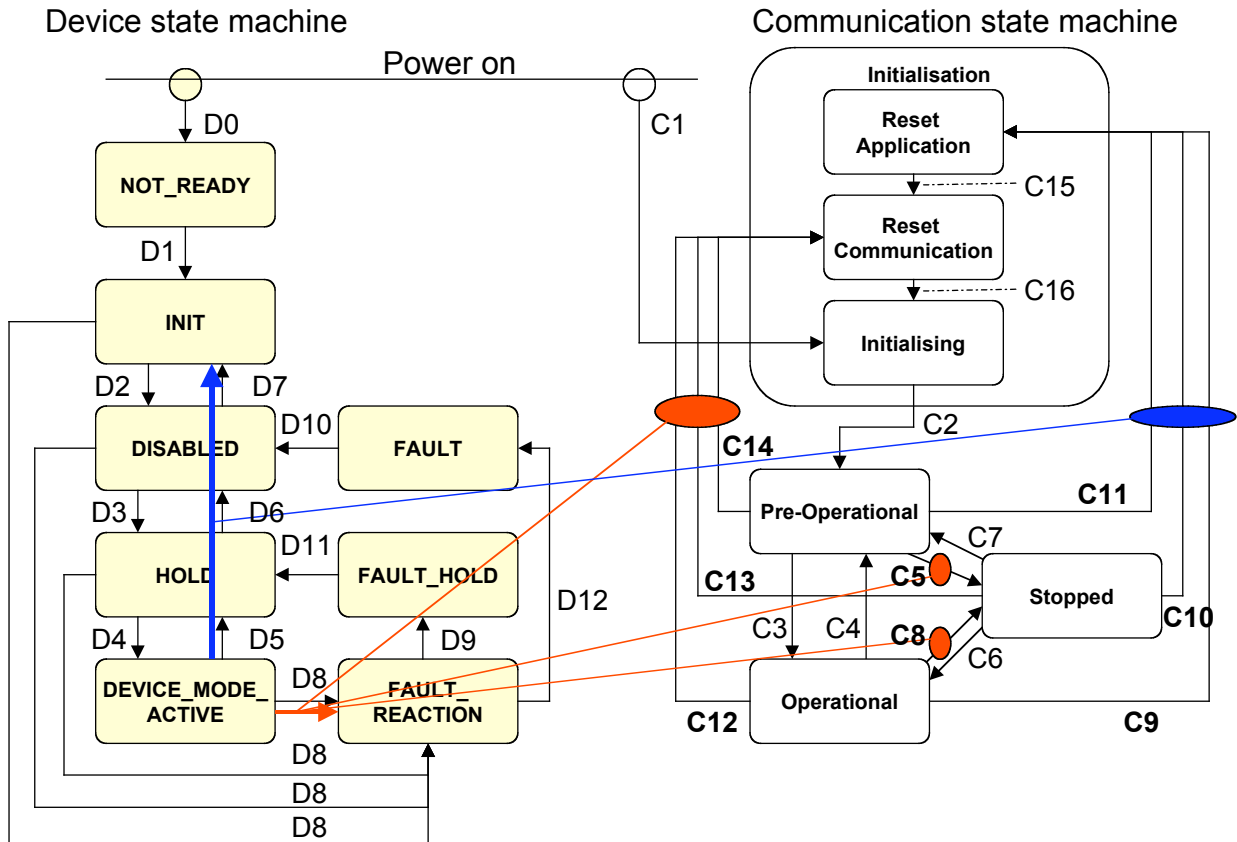 Device state machine
Communication state machine
Power on
Initialisation
D0
C1
Reset
Application
NOT_READY
C15
Reset
Communication
D1
C16
INIT
Initialising
D2
D7
C2
D10
DISABLED
FAULT
C14
C11
D3
D6
Pre-Operational
C7
D11
HOLD
FAULT_HOLD
C5
C13
Stopped
D12
C10
D4
D5
D9
C3
C4
C8
C6
DEVICE_MODE_
ACTIVE
D8
FAULT_
REACTION
Operational
C12
C9
D8
D8
D8